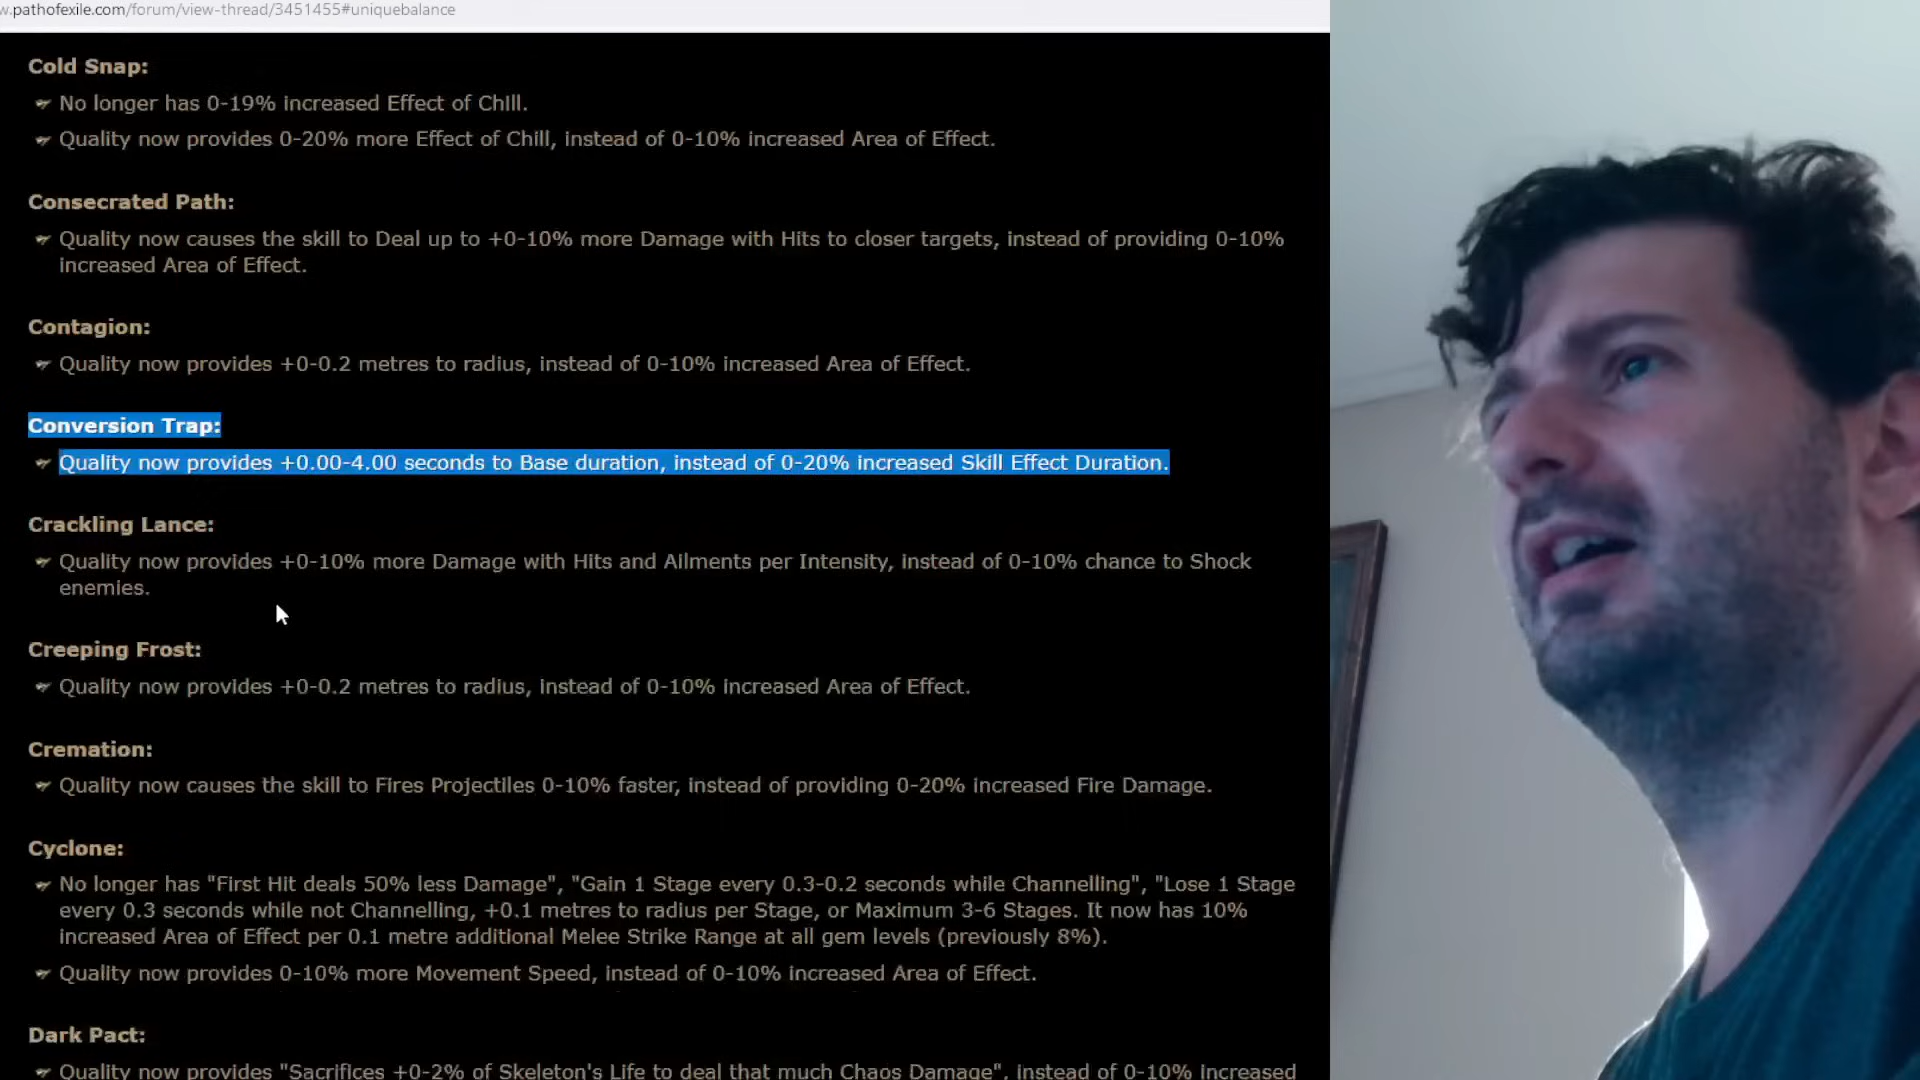 w.pathofexile.com/forum/view-thread/3451455#uniquebalance
Cold Snap:
No longer has 0-19% increased Effect of Chill.
Quality now provides 0-20% more Effect of Chill, instead of 0-10% increased Area of Effect.
Consecrated Path:
Quality now causes the skill to Deal up to +0-10% more Damage with Hits to closer targets, instead of providing 0-10%
increased Area of Effect.
Contagion:
Quality now provides +0-0.2 metres to radius, instead of 0-10% increased Area of Effect.
Conversion Trap:
Quality now provides +0.00-4.00 seconds to Base duration, instead of 0-20% increased Skill Effect Duration.
Crackling Lance:
Quality now provides +0-10% more Damage with Hits and Ailments per Intensity, instead of 0-10% chance to Shock
enemies.
Creeping Frost:
Quality now provides +0-0.2 metres to radius, instead of 0-10% increased Area of Effect.
Cremation:
Quality now causes the skill to Fires Projectiles 0-10% faster, instead of providing 0-20% increased Fire Damage.
Cyclone:
No longer has "First Hit deals 50% less Damage", "Gain 1 Stage every 0.3-0.2 seconds while Channelling", "Lose 1 Stage
every 0.3 seconds while not Channelling, +0.1 metres to radius per Stage, or Maximum 3-6 Stages. It now has 10%
increased Area of Effect per 0.1 metre additional Melee Strike Range at all gem levels (previously 8%).
Quality now provides 0-10% more Movement Speed, instead of 0-10% increased Area of Effect.
Dark Pact:
Quality now provides "Sacrifices +0-2% of Skeleton's Life to deal that much Chaos Damage", instead of 0-10% increased